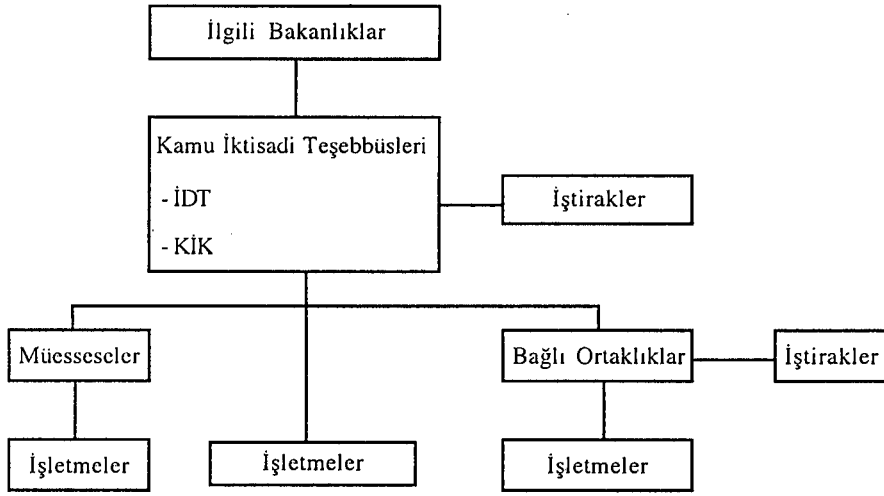 İlgili Bakanlıklar
Kamu İktisadi Teşebbüsleri
- İDT
- KİK
İştirakler
Müesseseler
Bağlı Ortaklıklar
İştirakler
İşletmeler
İşletmeler
İşletmeler